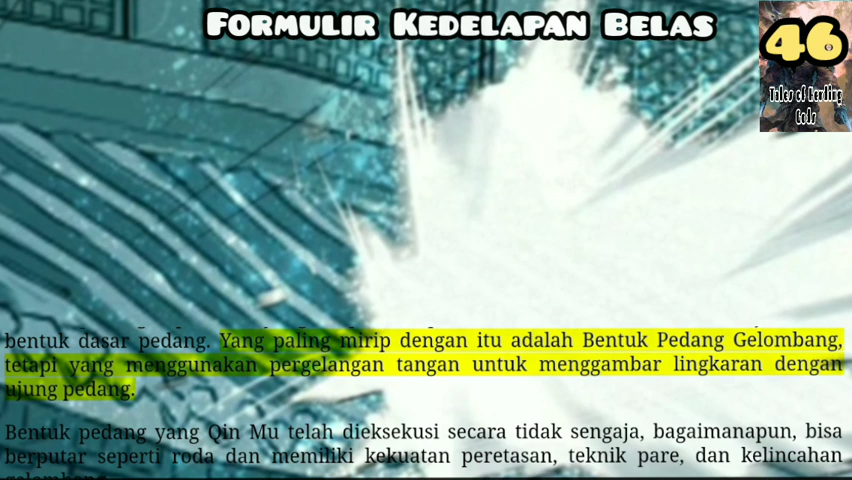 Formulir Kedelapan Belas
46
Tales of Herding
Gods
bentuk dasar pedang. Yang paling mirip dengan itu adalah Bentuk Pedang Gelombang,
tetapi yang menggunakan pergelangan tangan untuk menggambar lingkaran dengan
ujung pedang.
Bentuk pedang yang Qin Mu telah dieksekusi secara tidak sengaja, bagaimanapun, bisa
berputar seperti roda dan memiliki kekuatan peretasan, teknik pare, dan kelincahan
gelombang.